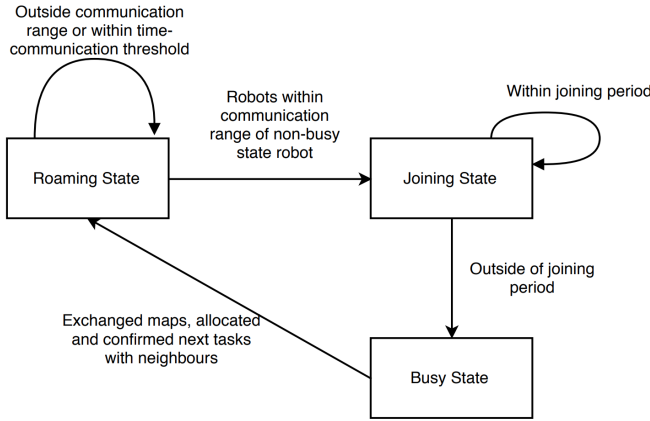 Outside communication
range or within time-
communication threshold
Robots within
communication
range of non-busy
state robot
Within joining period
Roaming State
Joining State
Outside of joining
period
Exchanged maps, allocated
and confirmed next tasks
with neighbours
Busy State